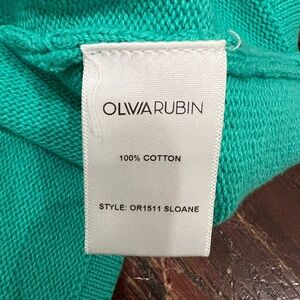 OLIVIA RUBIN
100% COTTON
STYLE: OR1511 SLOANE